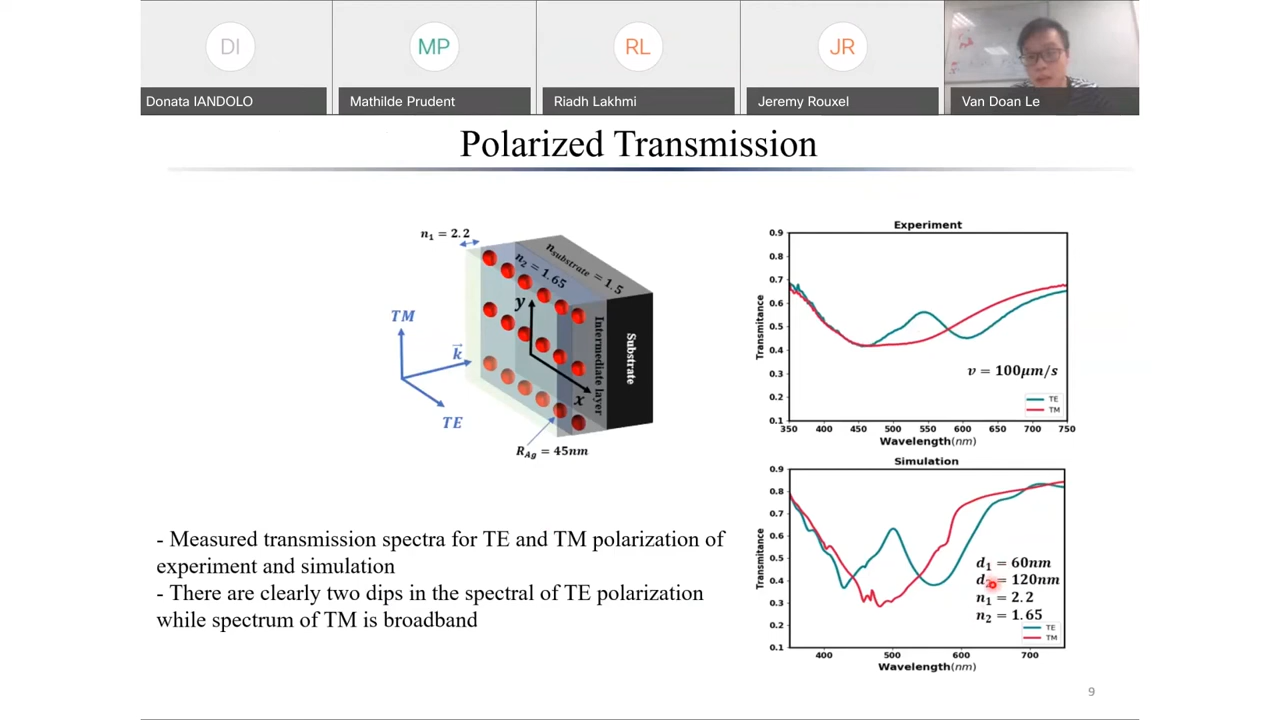 DI
MP
RL
JR
Donata IANDOLO
Mathilde Prudent
Riadh Lakhmi
Jeremy Rouxel
Van Doan Le
Polarized Transmission
n₁ = 2.2
n₂ = 1.65
n_substrate = 1.5
y
x
Intermediate layer
Substrate
TM
k⃗
TE
R_Ag = 45nm
Experiment
Transmitance
0.9
0.8
0.7
0.6
0.5
0.4
0.3
0.2
0.1
v = 100μm/s
TE
TM
350 400 450 500 550 600 650 700 750
Wavelength(nm)
Simulation
Transmitance
0.9
0.8
0.7
0.6
0.5
0.4
0.3
0.2
0.1
d₁ = 60nm
d₂ = 120nm
n₁ = 2.2
n₂ = 1.65
TE
TM
400 500 600 700
Wavelength(nm)
- Measured transmission spectra for TE and TM polarization of
experiment and simulation
- There are clearly two dips in the spectral of TE polarization
while spectrum of TM is broadband
9